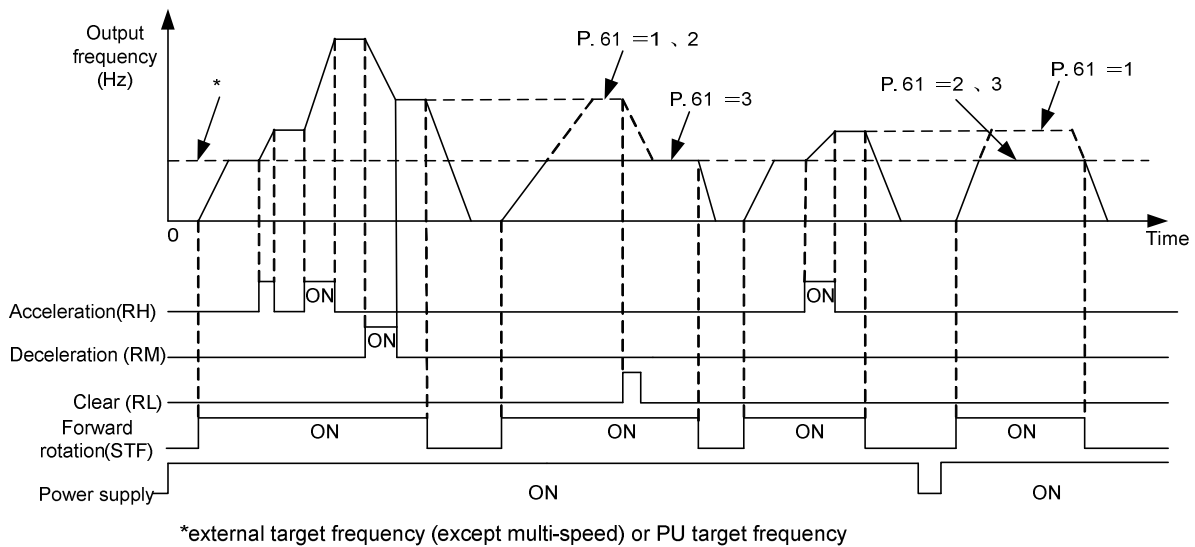 Output
frequency
(Hz)
*
P. 61 =1 、2
P. 61 =3
P. 61 =2 、3
P. 61 =1
0
Time
Acceleration(RH)
ON
ON
Deceleration (RM)
ON
Clear (RL)
Forward
rotation(STF)
ON
ON
ON
ON
Power supply
ON
ON
*external target frequency (except multi-speed) or PU target frequency